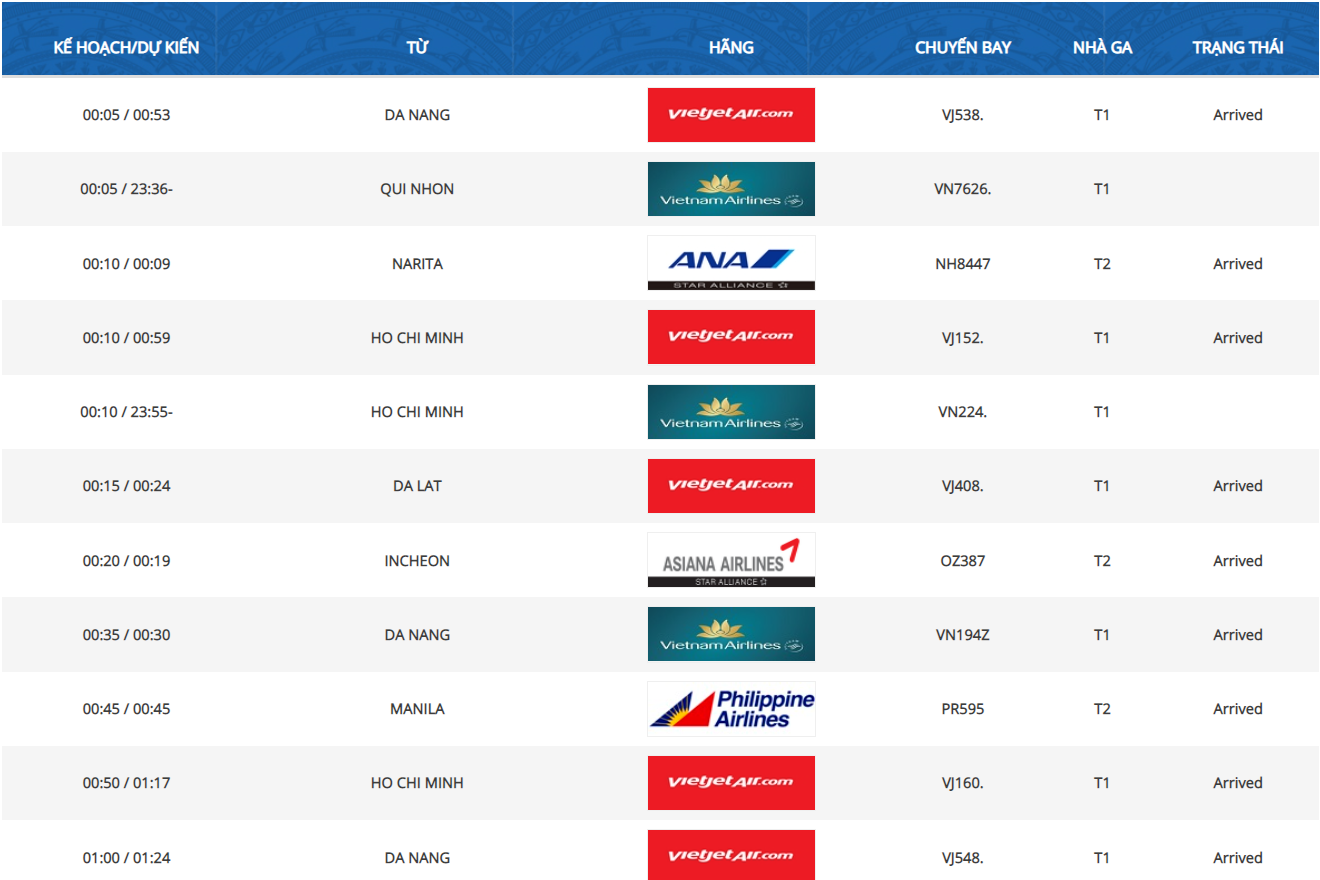 KẾ HOẠCH/DỰ KIẾN TỪ HÃNG CHUYẾN BAY NHÀ GA TRẠNG THÁI
00:05 / 00:53 DA NANG vietjetAir.com VJ538. T1 Arrived
00:05 / 23:36- QUI NHON Vietnam Airlines VN7626. T1
00:10 / 00:09 NARITA ANA STAR ALLIANCE NH8447 T2 Arrived
00:10 / 00:59 HO CHI MINH vietjetAir.com VJ152. T1 Arrived
00:10 / 23:55- HO CHI MINH Vietnam Airlines VN224. T1
00:15 / 00:24 DA LAT vietjetAir.com VJ408. T1 Arrived
00:20 / 00:19 INCHEON ASIANA AIRLINES STAR ALLIANCE OZ387 T2 Arrived
00:35 / 00:30 DA NANG Vietnam Airlines VN194Z T1 Arrived
00:45 / 00:45 MANILA Philippine Airlines PR595 T2 Arrived
00:50 / 01:17 HO CHI MINH vietjetAir.com VJ160. T1 Arrived
01:00 / 01:24 DA NANG vietjetAir.com VJ548. T1 Arrived